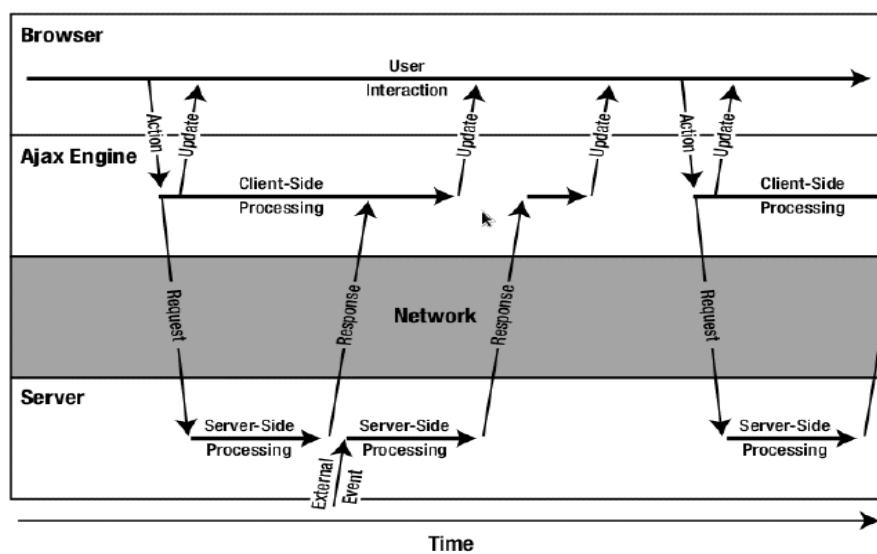 Browser
User
Interaction
Action
Update
Update
Update
Action
Update
Ajax Engine
Client-Side
Processing
Client-Side
Processing
Request
Response
Network
Response
Request
Server
Server-Side
Processing
Server-Side
Processing
Server-Side
Processing
External
Event
Time